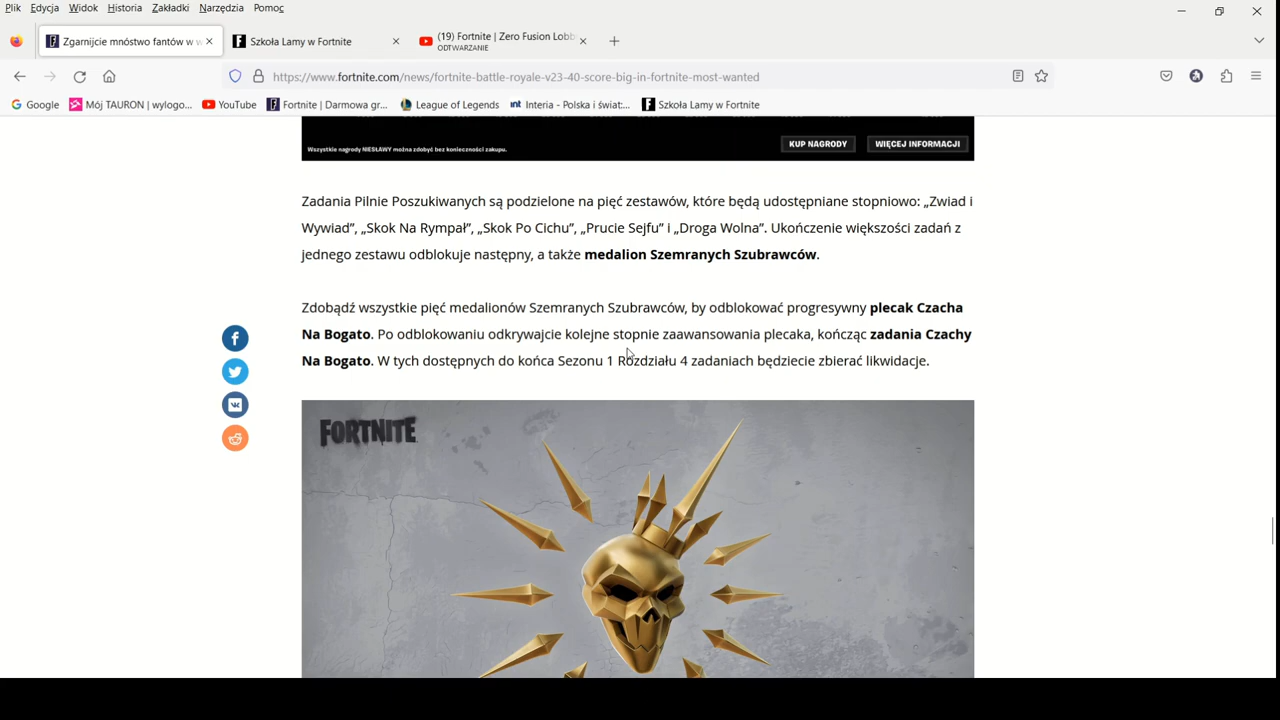 Plik Edycja Widok Historia Zakładki Narzędzia Pomoc
Zgarnijcie mnóstwo fantów w w
Szkoła Lamy w Fortnite
(19) Fortnite | Zero Fusion Lobb
ODTWARZANIE
https://www.fortnite.com/news/fortnite-battle-royale-v23-40-score-big-in-fortnite-most-wanted
Google Mój TAURON | wylogo... YouTube Fortnite | Darmowa gr... League of Legends Interia - Polska i świat:... Szkoła Lamy w Fortnite
Wszystkie nagrody NIESŁAWY można zdobyć bez konieczności zakupu.
KUP NAGRODY WIĘCEJ INFORMACJI
Zadania Pilnie Poszukiwanych są podzielone na pięć zestawów, które będą udostępniane stopniowo: „Zwiad i
Wywiad”, „Skok Na Rympał”, „Skok Po Cichu”, „Prucie Sejfu” i „Droga Wolna”. Ukończenie większości zadań z
jednego zestawu odblokuje następny, a także medalion Szemranych Szubrawców.
Zdobądź wszystkie pięć medalionów Szemranych Szubrawców, by odblokować progresywny plecak Czacha
Na Bogato. Po odblokowaniu odkrywajcie kolejne stopnie zaawansowania plecaka, kończąc zadania Czachy
Na Bogato. W tych dostępnych do końca Sezonu 1 Rozdziału 4 zadaniach będziecie zbierać likwidacje.
FORTNITE